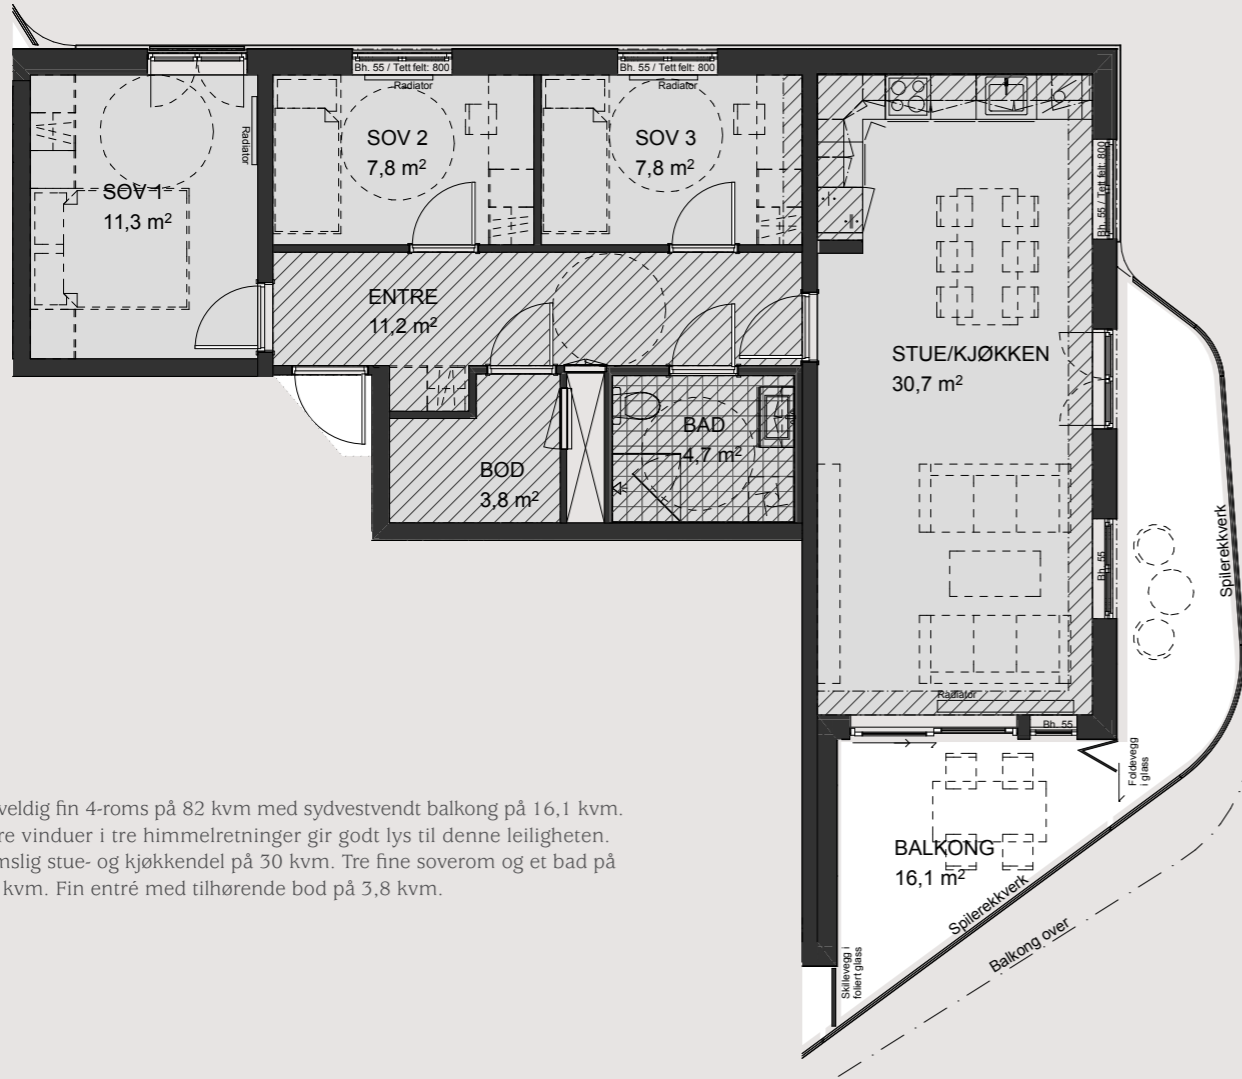 Bh. 55 / Tett felt: 800
Radiator
Bh. 55 / Tett felt: 800
Radiator
Radiator
SOV 1
11,3 m²
SOV 2
7,8 m²
SOV 3
7,8 m²
Bh. 55 / Tett felt: 800
ENTRE
11,2 m²
STUE/KJØKKEN
30,7 m²
BAD
4,7 m²
BOD
3,8 m²
Bh. 55
Spilerekkverk
Radiator
Bh. 55
Foldevegg
i glass
BALKONG
16,1 m²
Spilerekkverk
Balkong over
Skillevegg i
foliert glass
veldig fin 4-roms på 82 kvm med sydvestvendt balkong på 16,1 kvm.
re vinduer i tre himmelretninger gir godt lys til denne leiligheten.
mslig stue- og kjøkkendel på 30 kvm. Tre fine soverom og et bad på
kvm. Fin entré med tilhørende bod på 3,8 kvm.